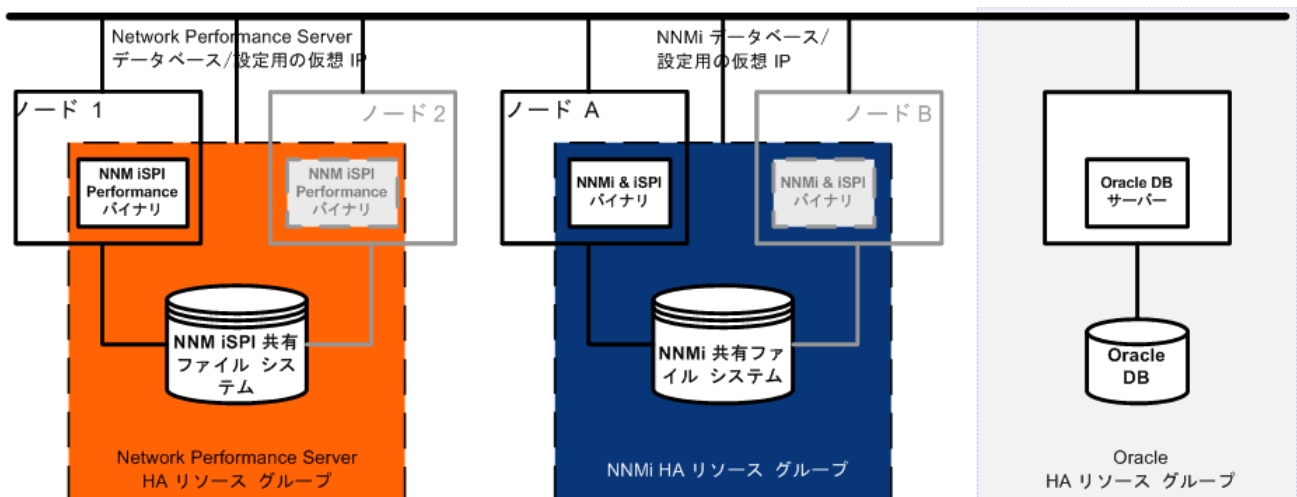 Network Performance Server
データベース/設定用の仮想 IP
NNMi データベース/
設定用の仮想 IP
ノード 1
ノード 2
ノード A
ノード B
NNM iSPI
Performance
バイナリ
NNM iSPI
Performance
バイナリ
NNMi & iSPI
バイナリ
NNMi & iSPI
バイナリ
Oracle DB
サーバー
NNM iSPI 共有
ファイル シス
テム
NNMi 共有ファ
イル システム
Oracle
DB
Network Performance Server
HA リソース グループ
NNMi HA リソース グループ
Oracle
HA リソース グループ